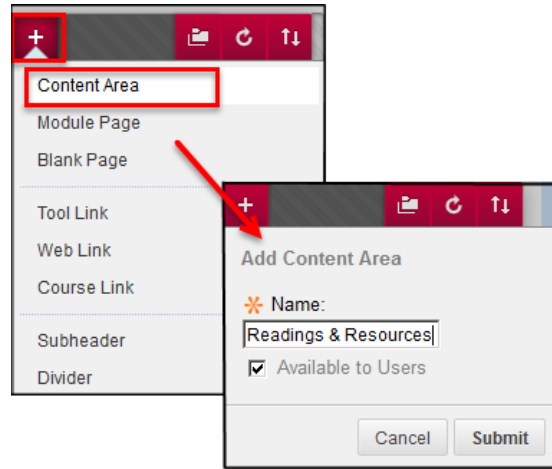 Content Area
Module Page
Blank Page
Tool Link
Web Link
Course Link
Subheader
Divider
Add Content Area
Name:
Readings & Resources
Available to Users
Cancel Submit